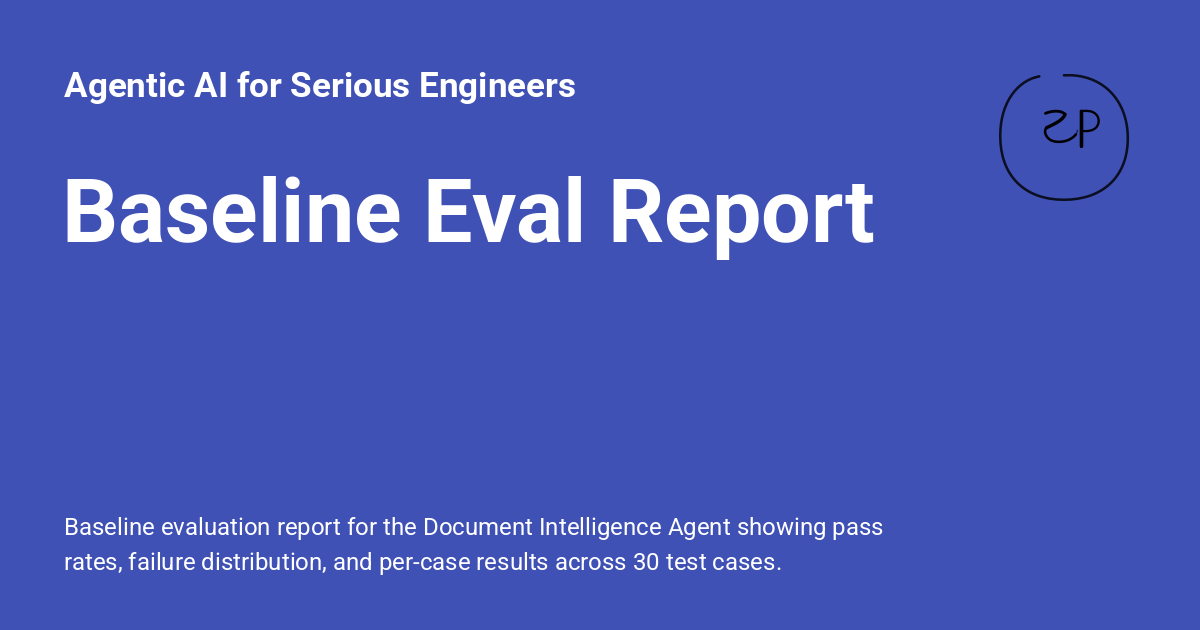 Agentic AI for Serious Engineers
Baseline Eval Report
Baseline evaluation report for the Document Intelligence Agent showing pass
rates, failure distribution, and per-case results across 30 test cases.